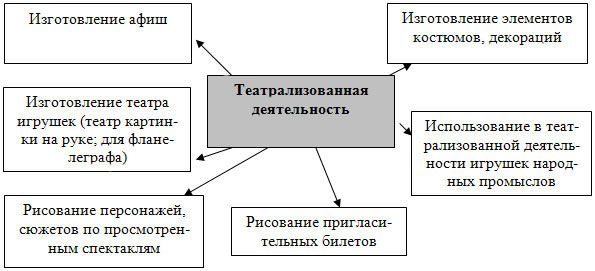 Изготовление афиш
Изготовление элементов
костюмов, декораций
Театрализованная
деятельность
Изготовление театра
игрушек (театр картин-
ки на руке; для флане-
леграфа)
Использование в теат-
рализованной деятель-
ности игрушек народ-
ных промыслов
Рисование персонажей,
сюжетов по просмотрен-
ным спектаклям
Рисование пригласи-
тельных билетов